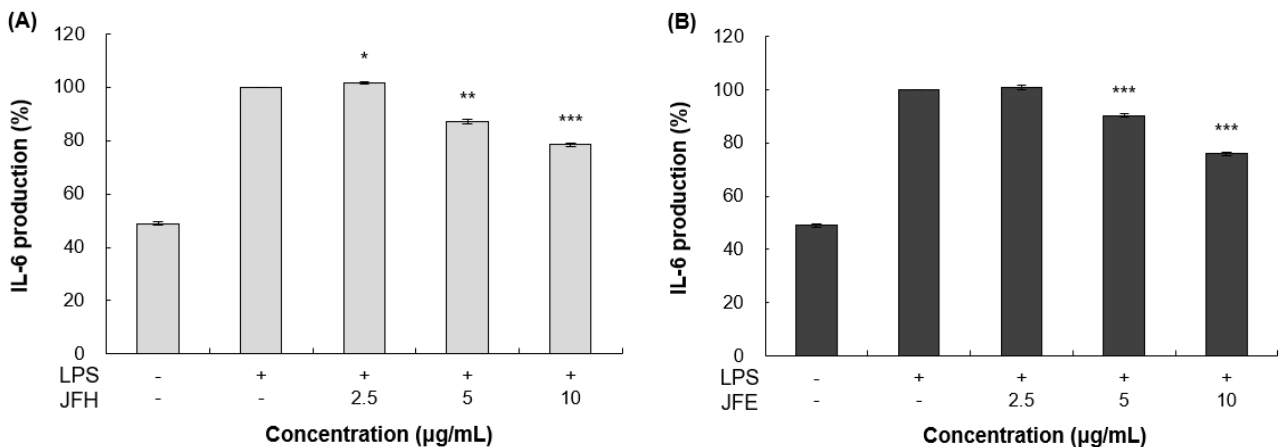 (A)
IL-6 production (%)
120
100
80
60
40
20
0
*
**
***
LPS - + + + +
JFH - - 2.5 5 10
Concentration (μg/mL)
(B)
IL-6 production (%)
120
100
80
60
40
20
0
***
***
LPS - + + + +
JFE - - 2.5 5 10
Concentration (μg/mL)